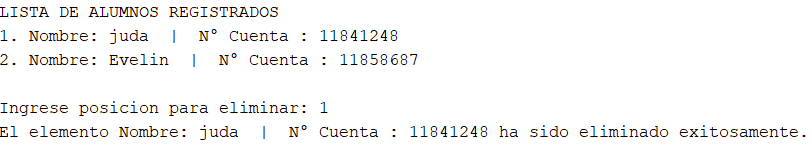 LISTA DE ALUMNOS REGISTRADOS
1. Nombre: juda  |  N° Cuenta : 11841248
2. Nombre: Evelin  |  N° Cuenta : 11858687
Ingrese posicion para eliminar: 1
El elemento Nombre: juda  |  N° Cuenta : 11841248 ha sido eliminado exitosamente.